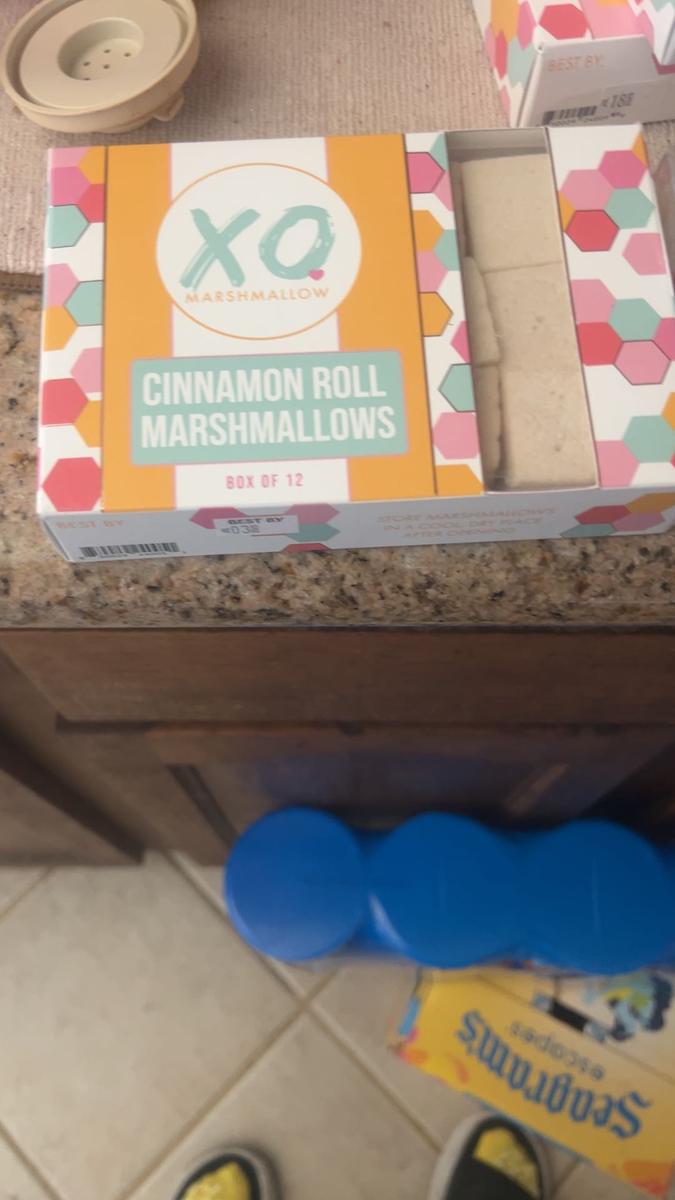 BEST BY:
XO
MARSHMALLOW
CINNAMON ROLL
MARSHMALLOWS
BOX OF 12
BEST BY
BEST BY
STORE MARSHMALLOWS
IN A COOL, DRY PLACE
AFTER OPENING
Seagram's
escapes